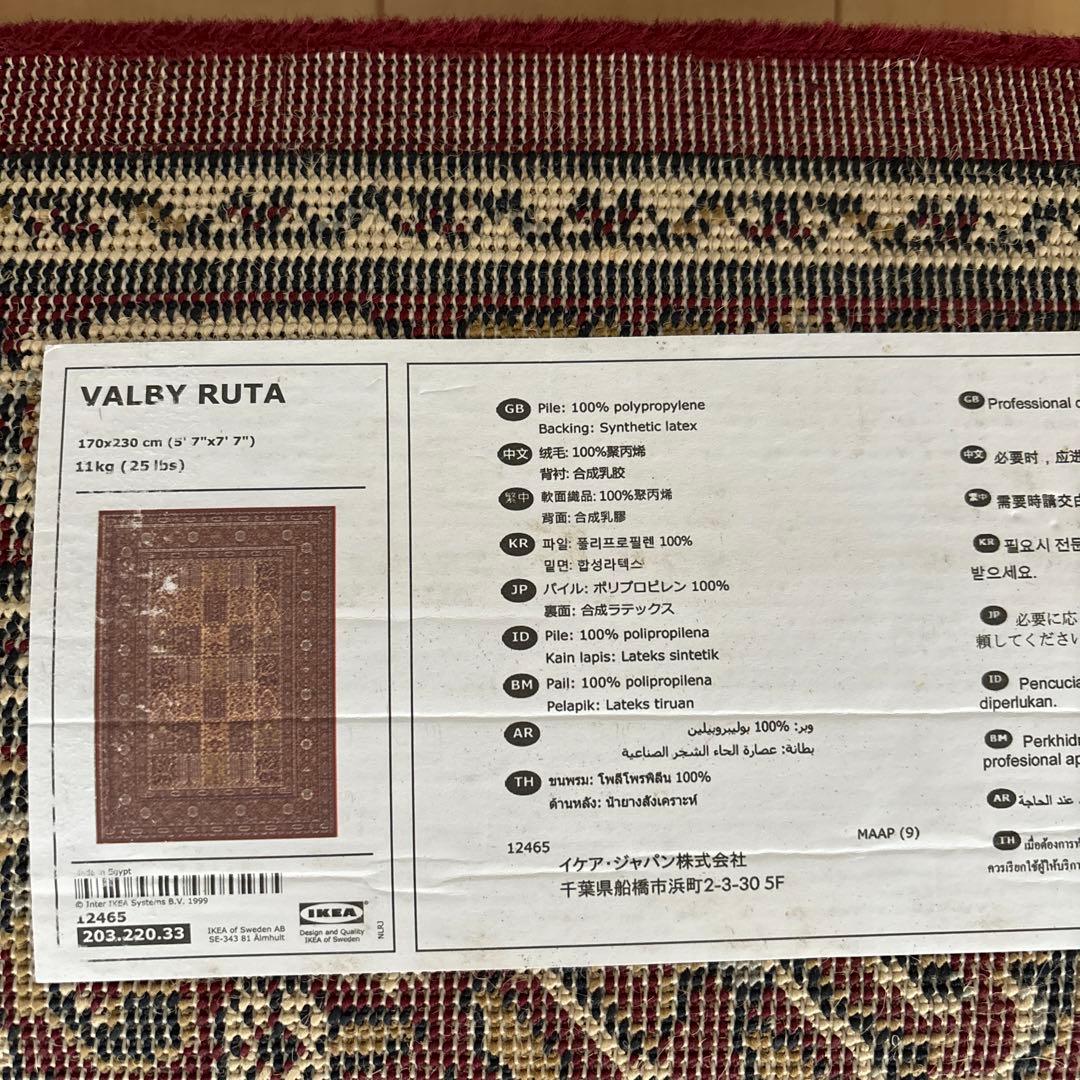 VALBY RUTA
170x230 cm (5' 7"x7' 7")
11kg (25 lbs)
Made in Egypt
© Inter IKEA Systems B.V. 1999
12465
203.220.33
IKEA of Sweden AB
SE-343 81 Älmhult
IKEA
Design and Quality
IKEA of Sweden
NLRJ
GB Pile: 100% polypropylene
Backing: Synthetic latex
中文 绒毛: 100%聚丙烯
背衬: 合成乳胶
繁中 軟面織品: 100%聚丙烯
背面: 合成乳膠
KR 파일: 폴리프로필렌 100%
밑면: 합성라텍스
JP パイル: ポリプロピレン 100%
裏面: 合成ラテックス
ID Pile: 100% polipropilena
Kain lapis: Lateks sintetik
BM Pail: 100% polipropilena
Pelapik: Lateks tiruan
AR وبر: %100 بوليبروبيلين
بطانة: عصارة الحاء الشجر الصناعية
TH ขนพรม: โพลีโพรพิลีน 100%
ด้านหลัง: น้ำยางสังเคราะห์
12465
MAAP (9)
イケア・ジャパン株式会社
千葉県船橋市浜町2-3-30 5F
GB Professional
中文 必要时，应进
繁中 需要時請交
KR 필요시 전문
받으세요.
JP 必要に応
頼してください
ID Pencucia
diperlukan.
BM Perkhid
profesional ap
AR عند الحاجة
TH เมื่อต้องการ
ควรเรียกใช้ผู้ให้บริก